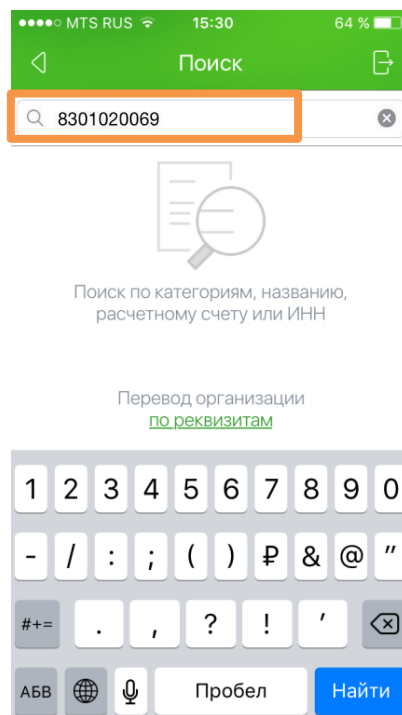 MTS RUS 15:30 64 %
Поиск
8301020069
Поиск по категориям, названию,
расчетному счету или ИНН
Перевод организации
по реквизитам
1 2 3 4 5 6 7 8 9 0
- / : ; ( ) ₽ & @ "
#+= . , ? ! '
АБВ Пробел Найти